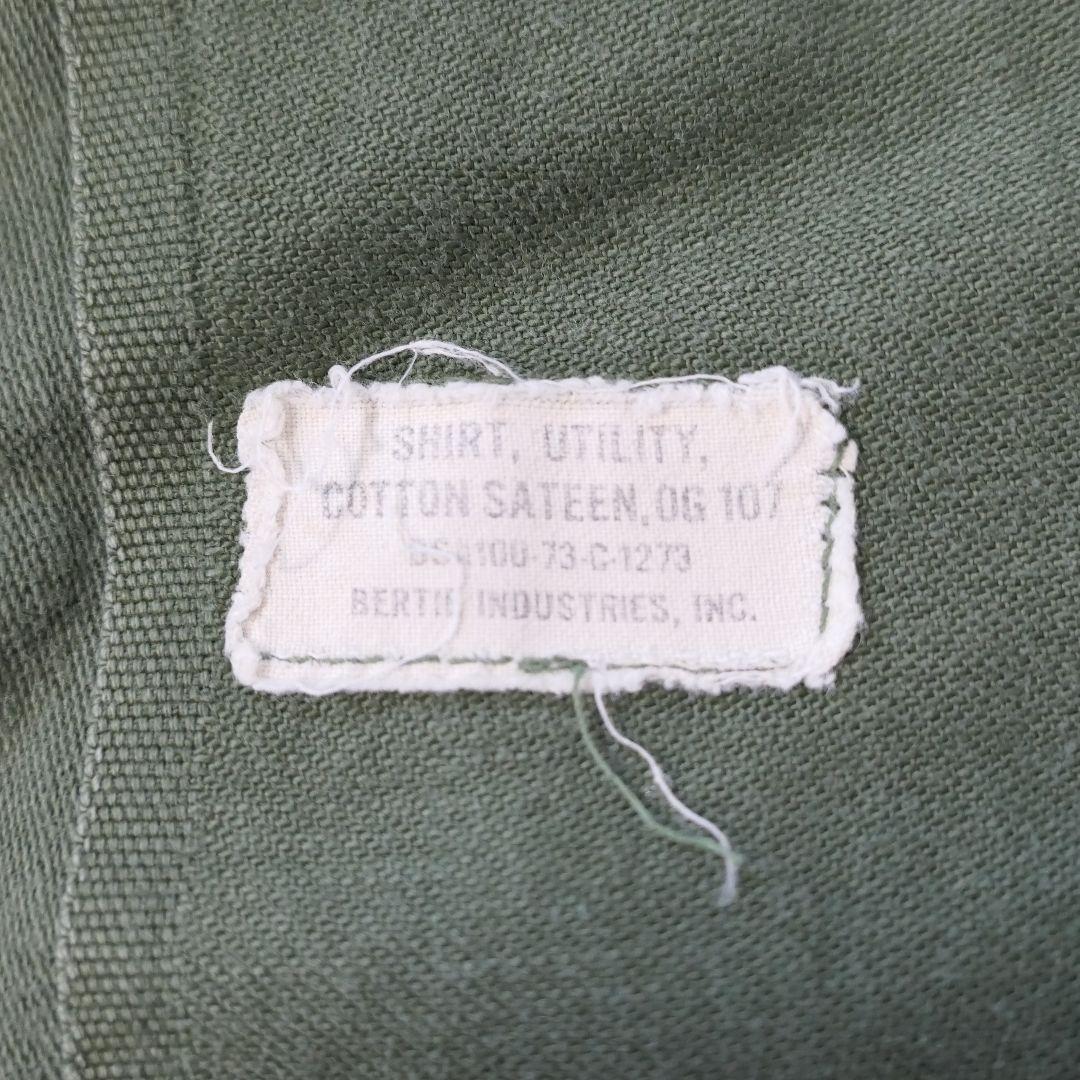 SHIRT, UTILITY,
COTTON SATEEN, OG 107
DSA100-73-C-1273
BERTIE INDUSTRIES, INC.